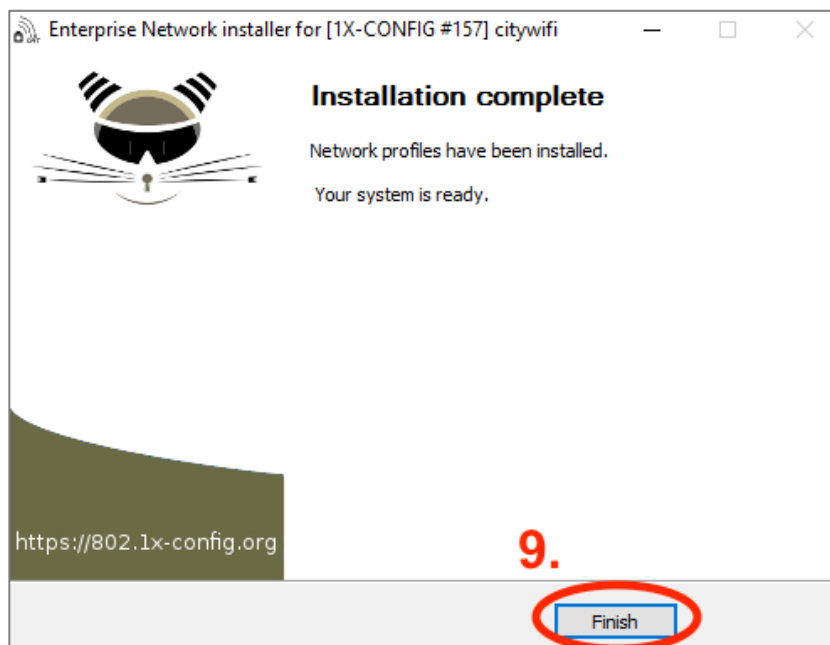 Enterprise Network installer for [1X-CONFIG #157] citywifi
Installation complete
Network profiles have been installed.
Your system is ready.
https://802.1x-config.org
9.
Finish